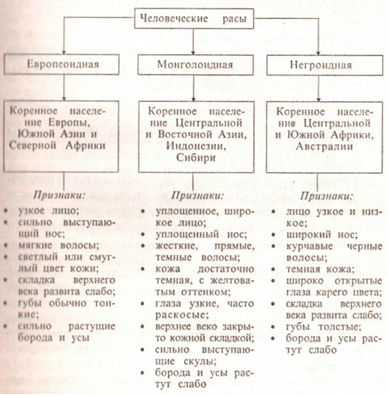 Человеческие расы
Европеоидная
Монголоидная
Негроидная
Коренное населе-
ние Европы,
Южной Азии и
Северной Африки
Коренное население
Центральной
и Восточной Азии,
Индонезии,
Сибири
Коренное населе-
ние Центральной
и Южной Африки,
Австралии
Признаки:
• узкое лицо;
• сильно выступаю-
щий нос;
• мягкие волосы;
• светлый или смуг-
лый цвет кожи;
• складка верхнего
века развита слабо;
• губы обычно тон-
кие;
• сильно растущие
борода и усы
Признаки:
• уплощенное, широ-
кое лицо;
• уплощенный нос;
• жесткие, прямые,
темные волосы;
• кожа достаточно
темная, с желтова-
тым оттенком;
• глаза узкие, часто
раскосые;
• верхнее веко закры-
то кожной складкой;
• сильно выступаю-
щие скулы;
• борода и усы рас-
тут слабо
Признаки:
• лицо узкое и низ-
кое;
• широкий нос;
• курчавые черные
волосы;
• темная кожа;
• широко открытые
глаза карего цвета;
• складка верхнего
века развита слабо;
• губы толстые;
• борода и усы рас-
тут слабо